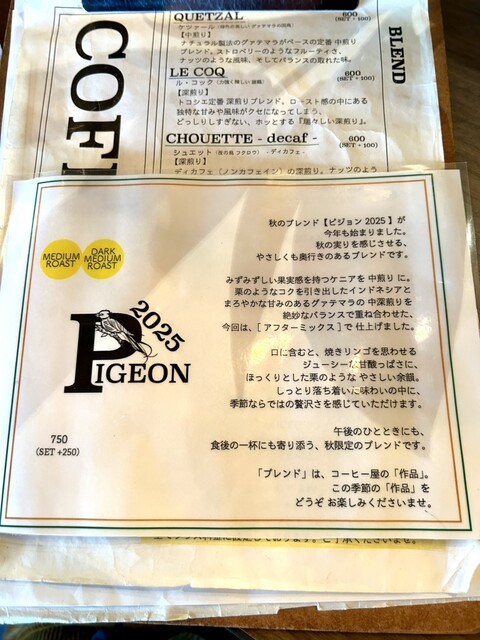 COF
BLEND
QUETZAL
600
(SET + 100)
【中煎り】
ナチュラル製法のグァテマラがベースの定番 中煎り
ブレンド。ストロベリーのようなフルーティさ、
ナッツのような風味、そしてバランスの取れた味。
LE COQ
600
(SET + 100)
ル・コック
【深煎り】
トコシエ定番 深煎りブレンド。ロースト感の中にある
独特な甘みや風味がクセになってしまう、
どっしりしすぎない、ホッとする『瑞々しい深煎り』。
CHOUETTE - decaf -
600
(SET + 100)
シュエット（夜の鳥 フクロウ） - ディカフェ -
【深煎り】
ディカフェ（ノンカフェイン）の深煎り。ナッツのよう
MEDIUM
ROAST
DARK
MEDIUM
ROAST
2025
PIGEON
750
(SET +250)
秋のブレンド【ピジョン 2025 】が
今年も始まりました。
秋の実りを感じさせる、
やさしくも奥行きのあるブレンドです。
みずみずしい果実感を持つケニアを 中煎り に。
栗のようなコクを引き出したインドネシアと
まろやかな甘みのあるグァテマラの 中深煎りを
絶妙なバランスで重ね合わせた、
今回は、[ アフターミックス ] で 仕上げました。
口に含むと、焼きリンゴを思わせる
ジューシーな甘酸っぱさに、
ほっくりとした栗のような やさしい余韻。
しっとり落ち着いた味わいの中に、
季節ならではの贅沢さを感じていただけます。
午後のひとときにも、
食後の一杯にも寄り添う、秋限定のブレンドです。
「ブレンド」は、コーヒー屋の「作品」。
この季節の「作品」を
どうぞ お楽しみくださいませ。